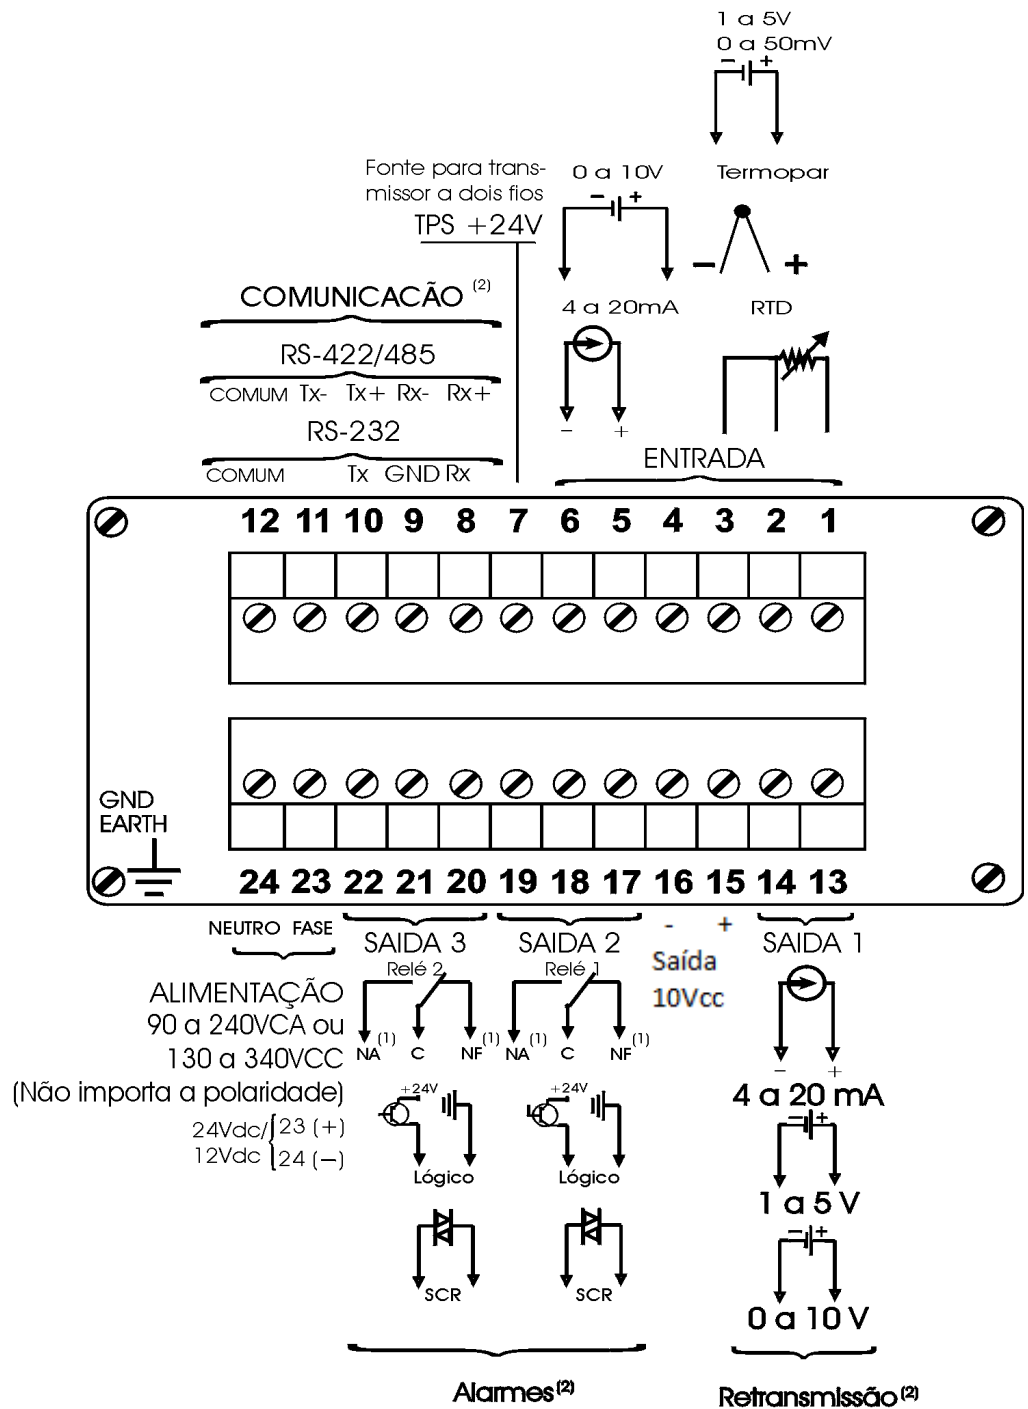 1 a 5V
0 a 50mV
- +
Fonte para trans-
missor a dois fios
TPS +24V
0 a 10V
- +
Termopar
- +
COMUNICACÃO (2)
4 a 20mA
- +
RTD
RS-422/485
COMUM Tx- Tx+ Rx- Rx+
RS-232
COMUM Tx GND Rx
ENTRADA
12 11 10 9 8 7 6 5 4 3 2 1
GND
EARTH
24 23 22 21 20 19 18 17 16 15 14 13
NEUTRO FASE
ALIMENTAÇÃO
90 a 240VCA ou
130 a 340VCC
(Não importa a polaridade)
24Vdc/ 23 (+)
12Vdc 24 (−)
SAIDA 3
Relé 2
NA (1) C NF (1)
+24V
Lógico
SCR
SAIDA 2
Relé 1
NA (1) C NF (1)
+24V
Lógico
SCR
Alarmes (2)
- +
Saída
10Vcc
SAIDA 1
- +
4 a 20 mA
- +
1 a 5 V
- +
0 a 10 V
Retransmissão (2)